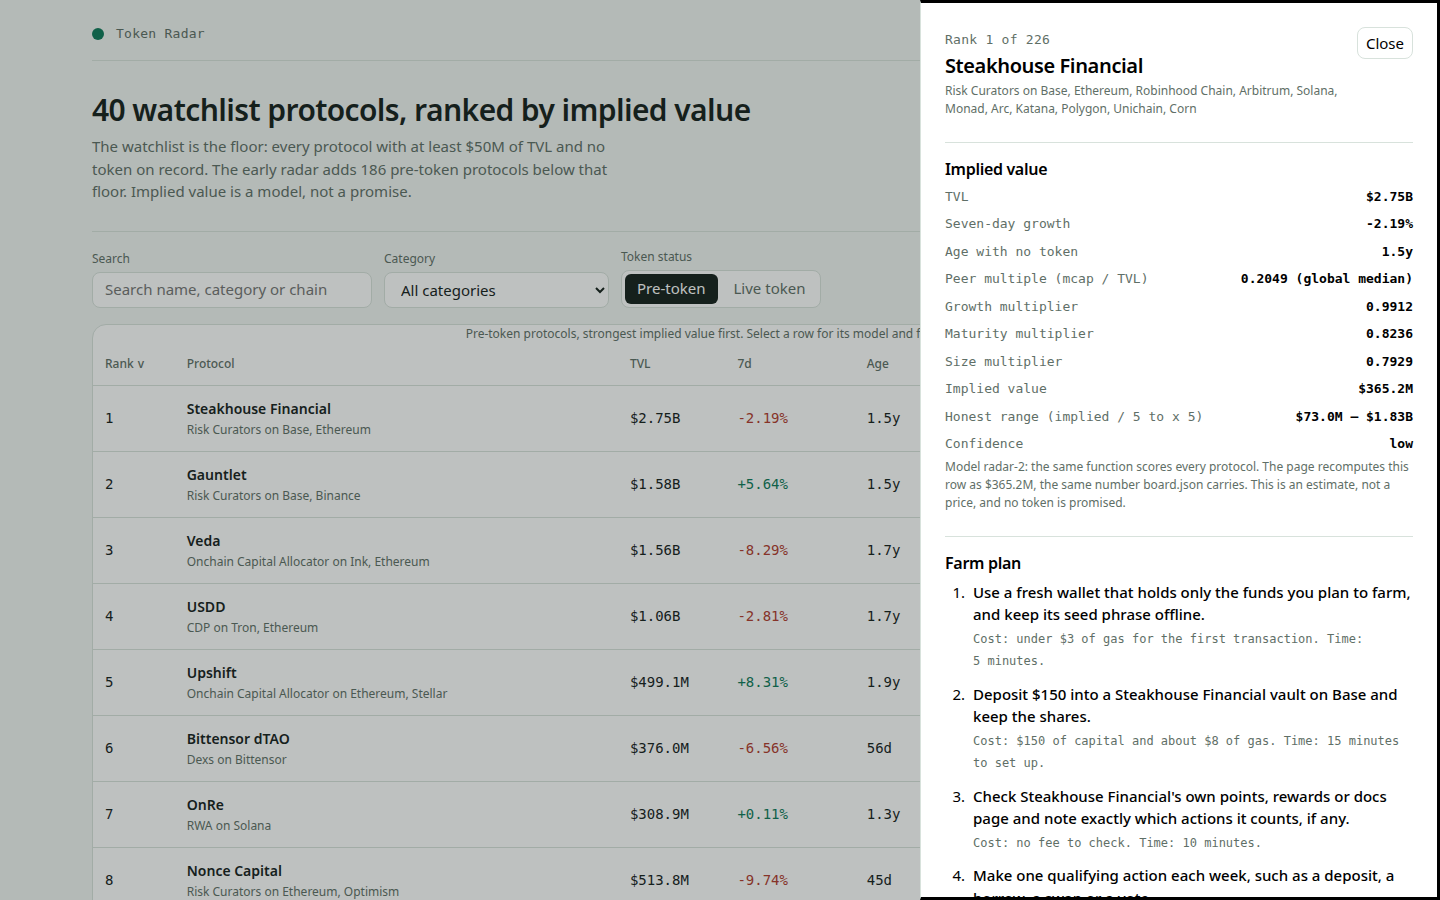 Token Radar
40 watchlist protocols, ranked by implied value
The watchlist is the floor: every protocol with at least $50M of TVL and no
token on record. The early radar adds 186 pre-token protocols below that
floor. Implied value is a model, not a promise.
Search
Category
Token status
Search name, category or chain
All categories
Pre-token
Live token
Pre-token protocols, strongest implied value first. Select a row for its model and f
Rank v
Protocol
TVL
7d
Age
1
Steakhouse Financial
Risk Curators on Base, Ethereum
$2.75B
-2.19%
1.5y
2
Gauntlet
Risk Curators on Base, Binance
$1.58B
+5.64%
1.5y
3
Veda
Onchain Capital Allocator on Ink, Ethereum
$1.56B
-8.29%
1.7y
4
USDD
CDP on Tron, Ethereum
$1.06B
-2.81%
1.7y
5
Upshift
Onchain Capital Allocator on Ethereum, Stellar
$499.1M
+8.31%
1.9y
6
Bittensor dTAO
Dexs on Bittensor
$376.0M
-6.56%
56d
7
OnRe
RWA on Solana
$308.9M
+0.11%
1.3y
8
Nonce Capital
Risk Curators on Ethereum, Optimism
$513.8M
-9.74%
45d
Rank 1 of 226
Close
Steakhouse Financial
Risk Curators on Base, Ethereum, Robinhood Chain, Arbitrum, Solana,
Monad, Arc, Katana, Polygon, Unichain, Corn
Implied value
TVL $2.75B
Seven-day growth -2.19%
Age with no token 1.5y
Peer multiple (mcap / TVL) 0.2049 (global median)
Growth multiplier 0.9912
Maturity multiplier 0.8236
Size multiplier 0.7929
Implied value $365.2M
Honest range (implied / 5 to x 5) $73.0M — $1.83B
Confidence low
Model radar-2: the same function scores every protocol. The page recomputes this
row as $365.2M, the same number board.json carries. This is an estimate, not a
price, and no token is promised.
Farm plan
1. Use a fresh wallet that holds only the funds you plan to farm,
and keep its seed phrase offline.
Cost: under $3 of gas for the first transaction. Time:
5 minutes.
2. Deposit $150 into a Steakhouse Financial vault on Base and
keep the shares.
Cost: $150 of capital and about $8 of gas. Time: 15 minutes
to set up.
3. Check Steakhouse Financial's own points, rewards or docs
page and note exactly which actions it counts, if any.
Cost: no fee to check. Time: 10 minutes.
4. Make one qualifying action each week, such as a deposit, a
borrow, a swap or a vote.